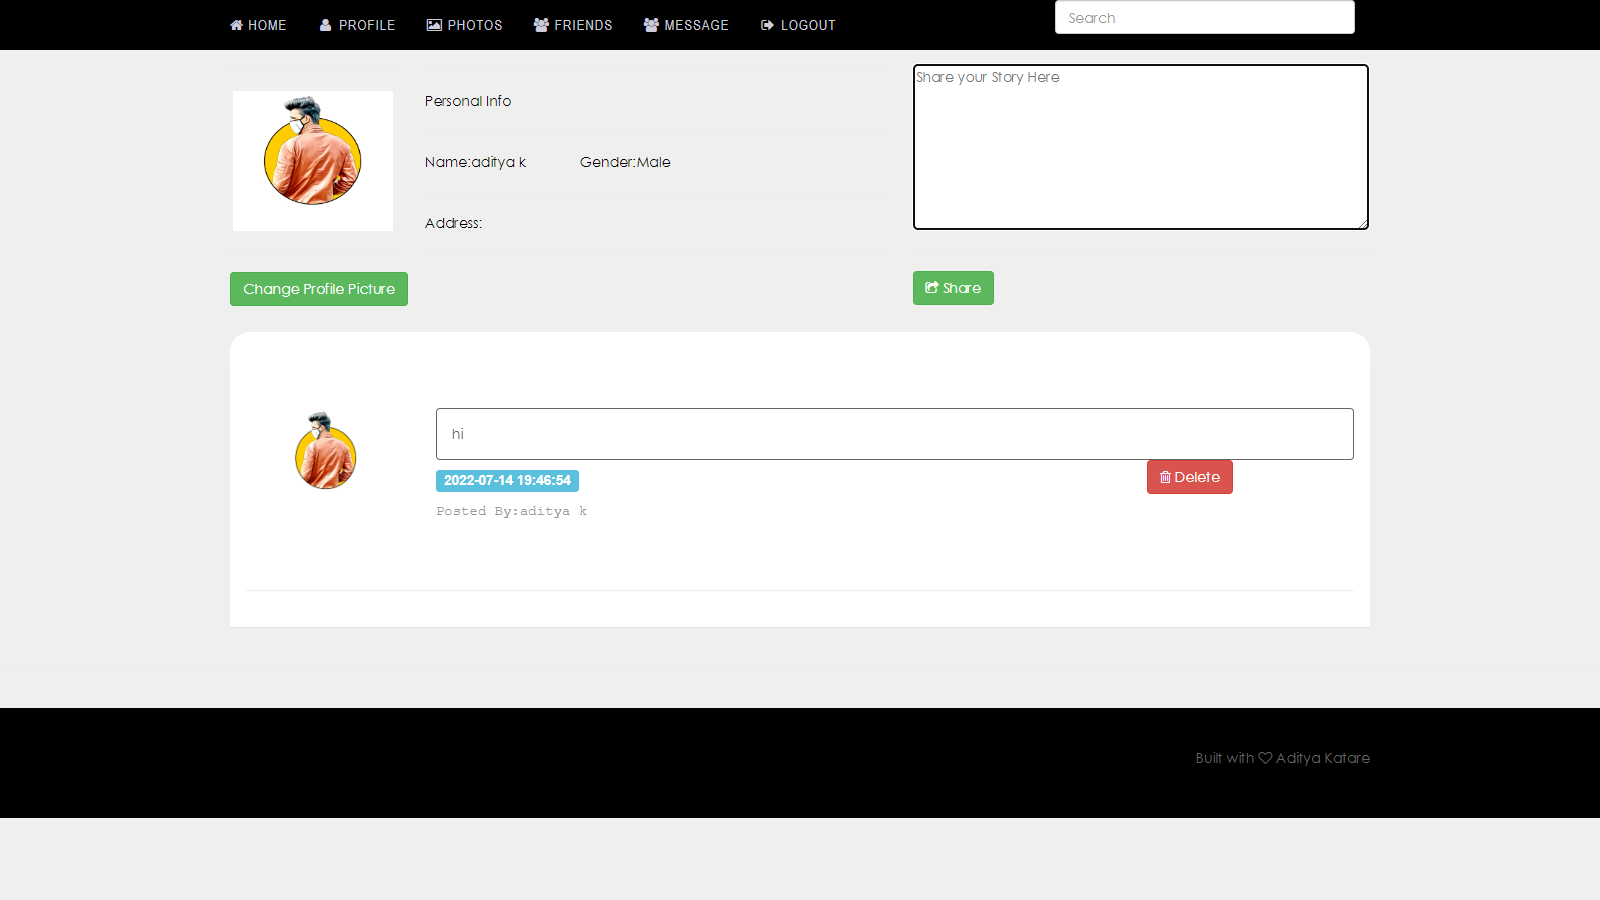 HOME PROFILE PHOTOS FRIENDS MESSAGE LOGOUT Search
Share your Story Here
Personal Info
Name:aditya k Gender:Male
Address:
Change Profile Picture Share
hi
2022-07-14 19:46:54 Delete
Posted By:aditya k
Built with Aditya Katare